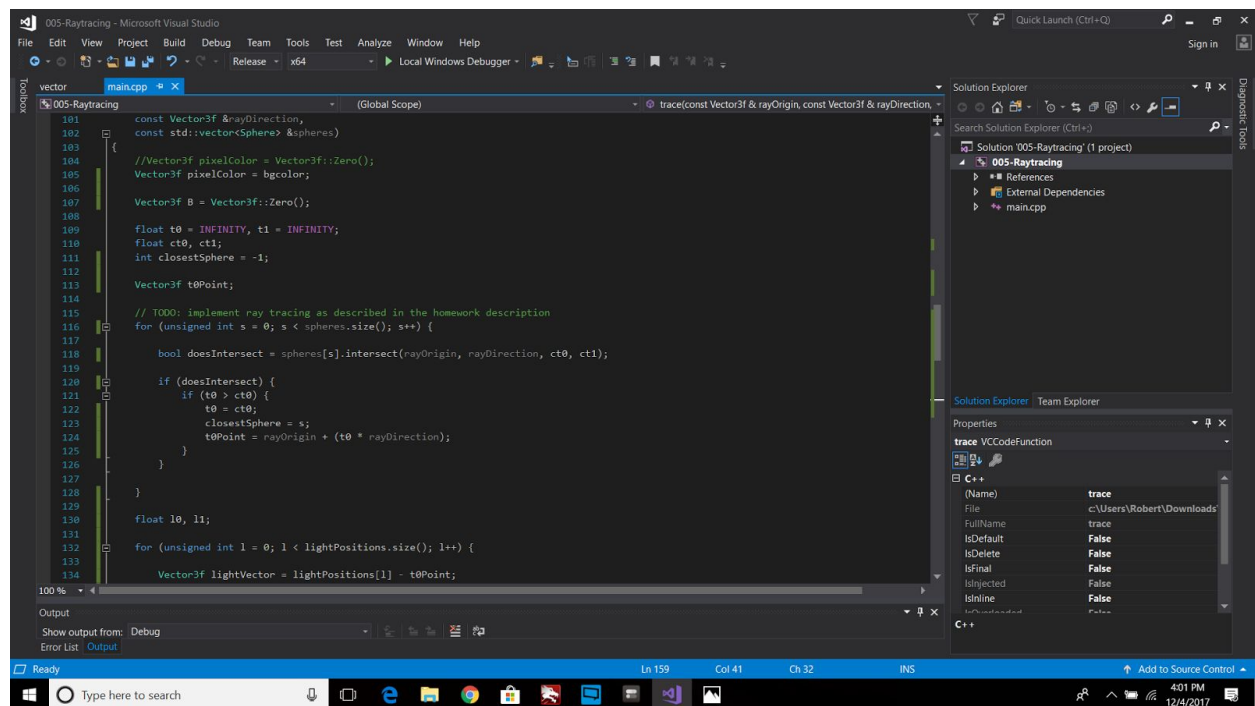 005-Raytracing - Microsoft Visual Studio
Quick Launch (Ctrl+Q)
File Edit View Project Build Debug Team Tools Test Analyze Window Help
Sign in
Release x64 Local Windows Debugger
Toolbox
vector main.cpp
005-Raytracing (Global Scope) trace(const Vector3f & rayOrigin, const Vector3f & rayDirection,
101 const Vector3f &rayDirection,
102 const std::vector<Sphere> &spheres)
103 {
104 //Vector3f pixelColor = Vector3f::Zero();
105 Vector3f pixelColor = bgcolor;
106
107 Vector3f B = Vector3f::Zero();
108
109 float t0 = INFINITY, t1 = INFINITY;
110 float ct0, ct1;
111 int closestSphere = -1;
112
113 Vector3f t0Point;
114
115 // TODO: implement ray tracing as described in the homework description
116 for (unsigned int s = 0; s < spheres.size(); s++) {
117
118 bool doesIntersect = spheres[s].intersect(rayOrigin, rayDirection, ct0, ct1);
119
120 if (doesIntersect) {
121 if (t0 > ct0) {
122 t0 = ct0;
123 closestSphere = s;
124 t0Point = rayOrigin + (t0 * rayDirection);
125 }
126 }
127
128 }
129
130 float l0, l1;
131
132 for (unsigned int l = 0; l < lightPositions.size(); l++) {
133
134 Vector3f lightVector = lightPositions[l] - t0Point;
100 %
Output
Show output from: Debug
Error List Output
Solution Explorer
Search Solution Explorer (Ctrl+;)
Solution '005-Raytracing' (1 project)
005-Raytracing
References
External Dependencies
main.cpp
Solution Explorer Team Explorer
Properties
trace VCCodeFunction
C++
(Name) trace
File c:\Users\Robert\Downloads
FullName trace
IsDefault False
IsDelete False
IsFinal False
IsInjected False
IsInline False
C++
Diagnostic Tools
Ready Ln 159 Col 41 Ch 32 INS Add to Source Control
Type here to search
4:01 PM
12/4/2017